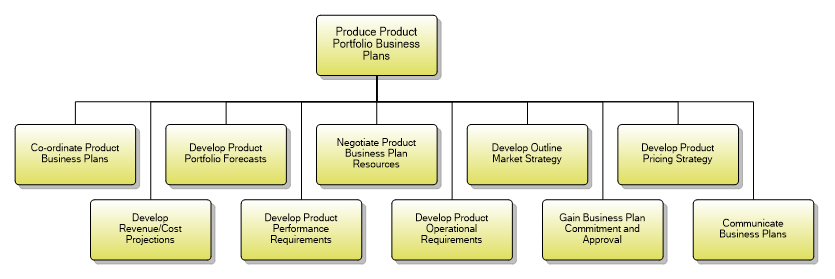 Produce Product
Portfolio Business
Plans
Co-ordinate Product
Business Plans
Develop Product
Portfolio Forecasts
Negotiate Product
Business Plan
Resources
Develop Outline
Market Strategy
Develop Product
Pricing Strategy
Develop
Revenue/Cost
Projections
Develop Product
Performance
Requirements
Develop Product
Operational
Requirements
Gain Business Plan
Commitment and
Approval
Communicate
Business Plans